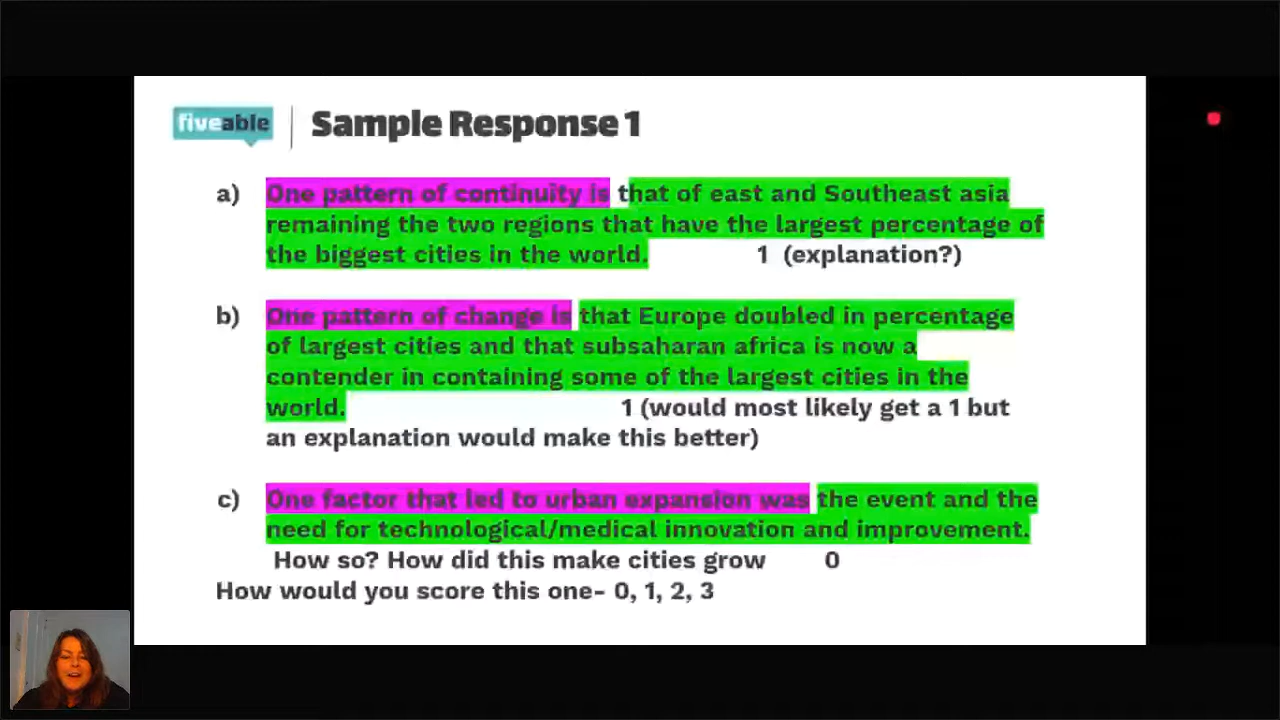 fiveable
Sample Response 1
a) One pattern of continuity is that of east and Southeast asia
remaining the two regions that have the largest percentage of
the biggest cities in the world. 1 (explanation?)
b) One pattern of change is that Europe doubled in percentage
of largest cities and that subsaharan africa is now a
contender in containing some of the largest cities in the
world. 1 (would most likely get a 1 but
an explanation would make this better)
c) One factor that led to urban expansion was the event and the
need for technological/medical innovation and improvement.
How so? How did this make cities grow 0
How would you score this one- 0, 1, 2, 3